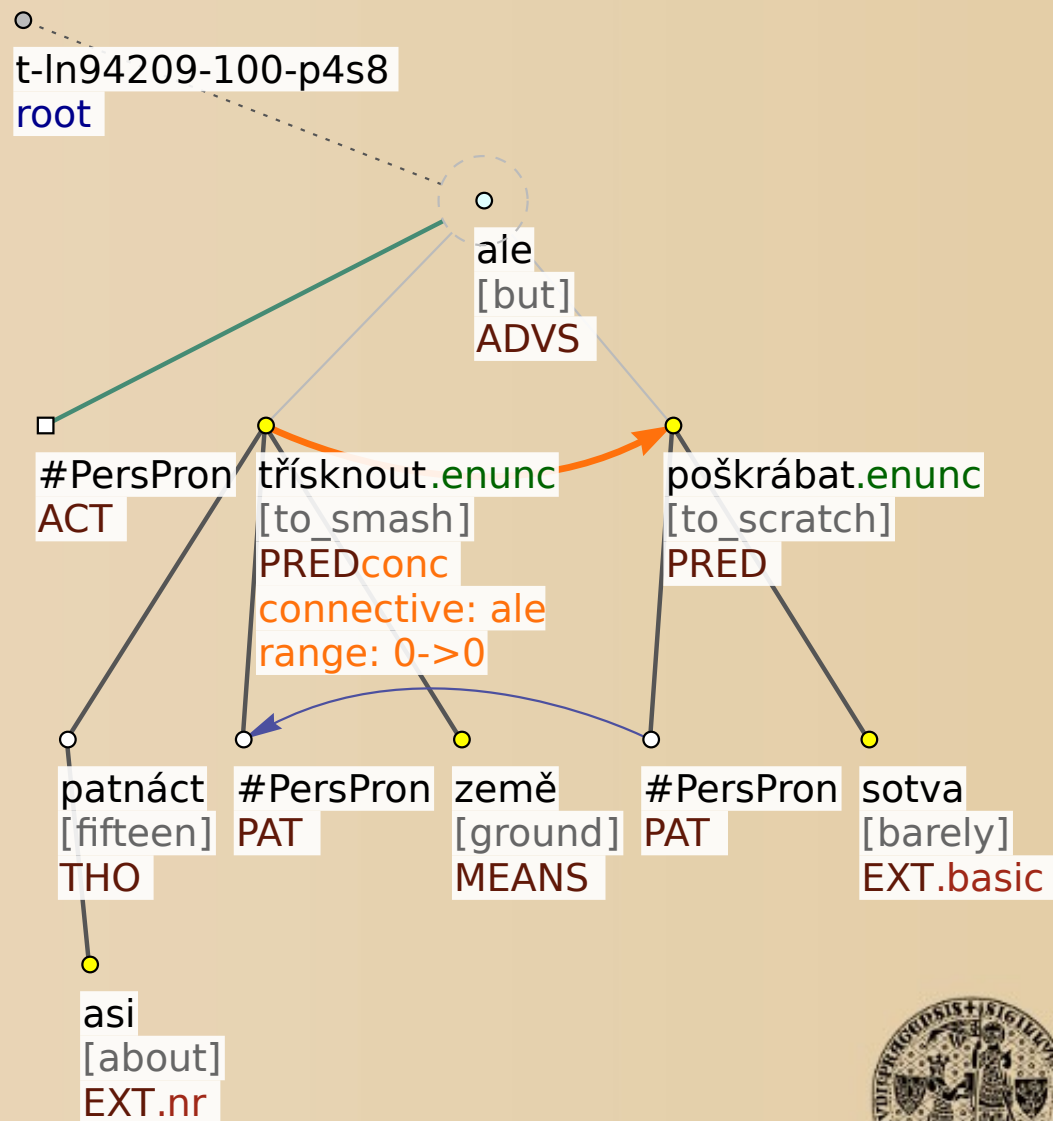 t-ln94209-100-p4s8
root
ale
[but]
ADVS
#PersPron
ACT
třísknout.enunc
[to_smash]
PREDconc
connective: ale
range: 0->0
poškrábat.enunc
[to_scratch]
PRED
patnáct
[fifteen]
THO
#PersPron
PAT
země
[ground]
MEANS
#PersPron
PAT
sotva
[barely]
EXT.basic
asi
[about]
EXT.nr